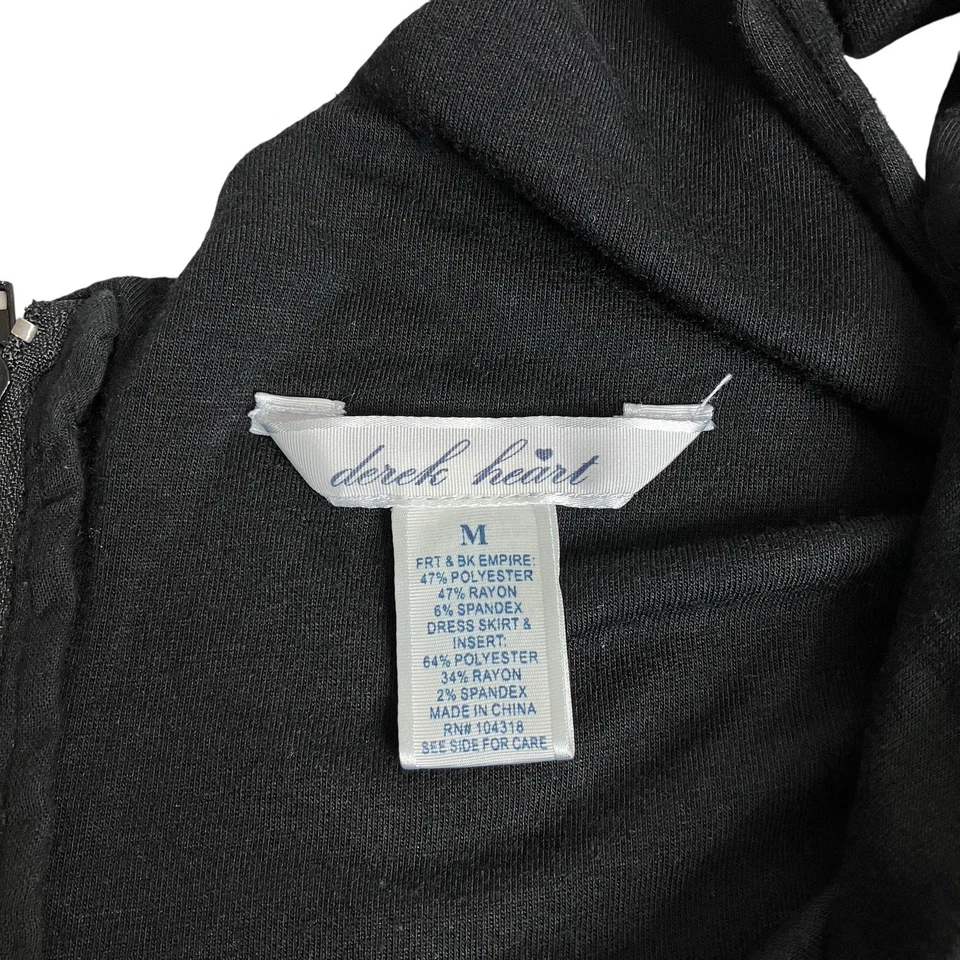 derek heart
M
FRT & BK EMPIRE:
47% POLYESTER
47% RAYON
6% SPANDEX
DRESS SKIRT &
INSERT:
64% POLYESTER
34% RAYON
2% SPANDEX
MADE IN CHINA
RN# 104318
SEE SIDE FOR CARE